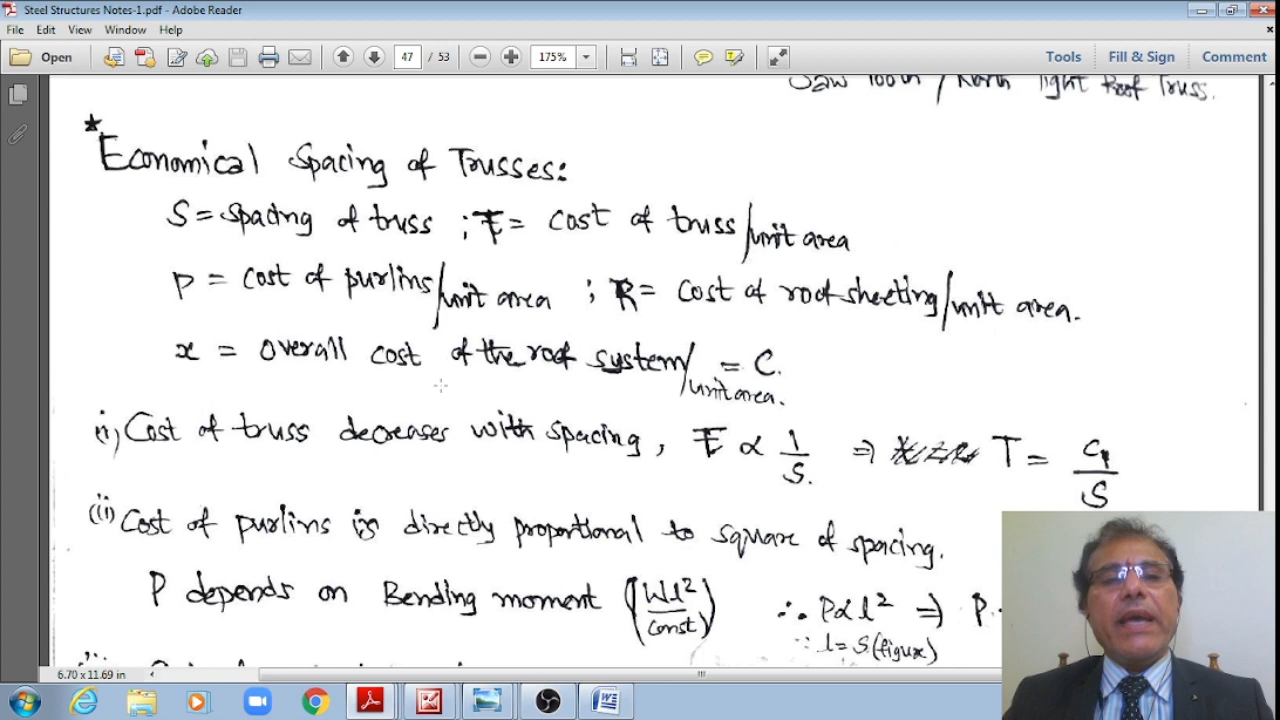 Steel Structures Notes-1.pdf - Adobe Reader
File Edit View Window Help
Open 47 / 53 175% Tools Fill & Sign Comment
Saw Tooth / North light Roof Truss.
* Economical Spacing of Trusses:
S = Spacing of truss ; T = cost of truss/unit area
P = cost of purlins/unit area ; R = cost of roof sheeting/unit area.
x = overall cost of the roof system/unit area. = C.
(i) Cost of truss decreases with spacing, T ∝ 1/S. ⇒ T = C₁/S
(ii) Cost of purlins is directly proportional to square of spacing.
P depends on Bending moment (Wl²/const) ∴ P∝l² ⇒ P
∵ l = S (figure)
6.70 x 11.69 in